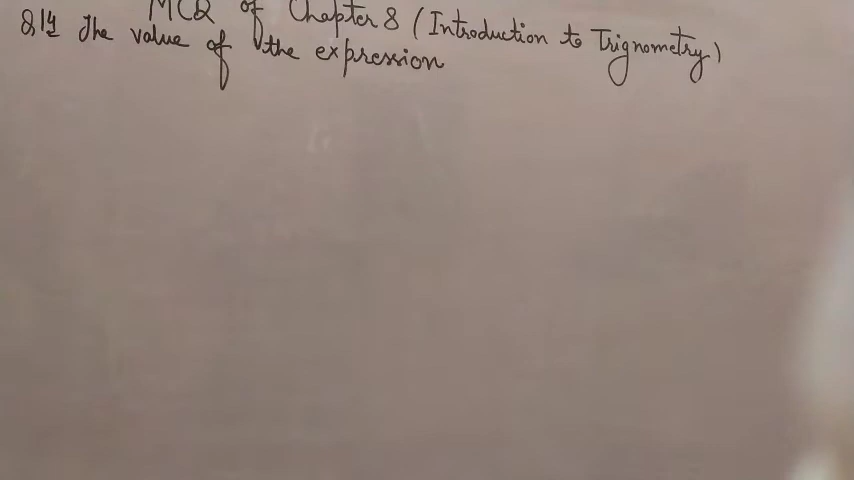 MCQ of Chapter 8 (Introduction to Trignometry)
Q14 The value of the expression